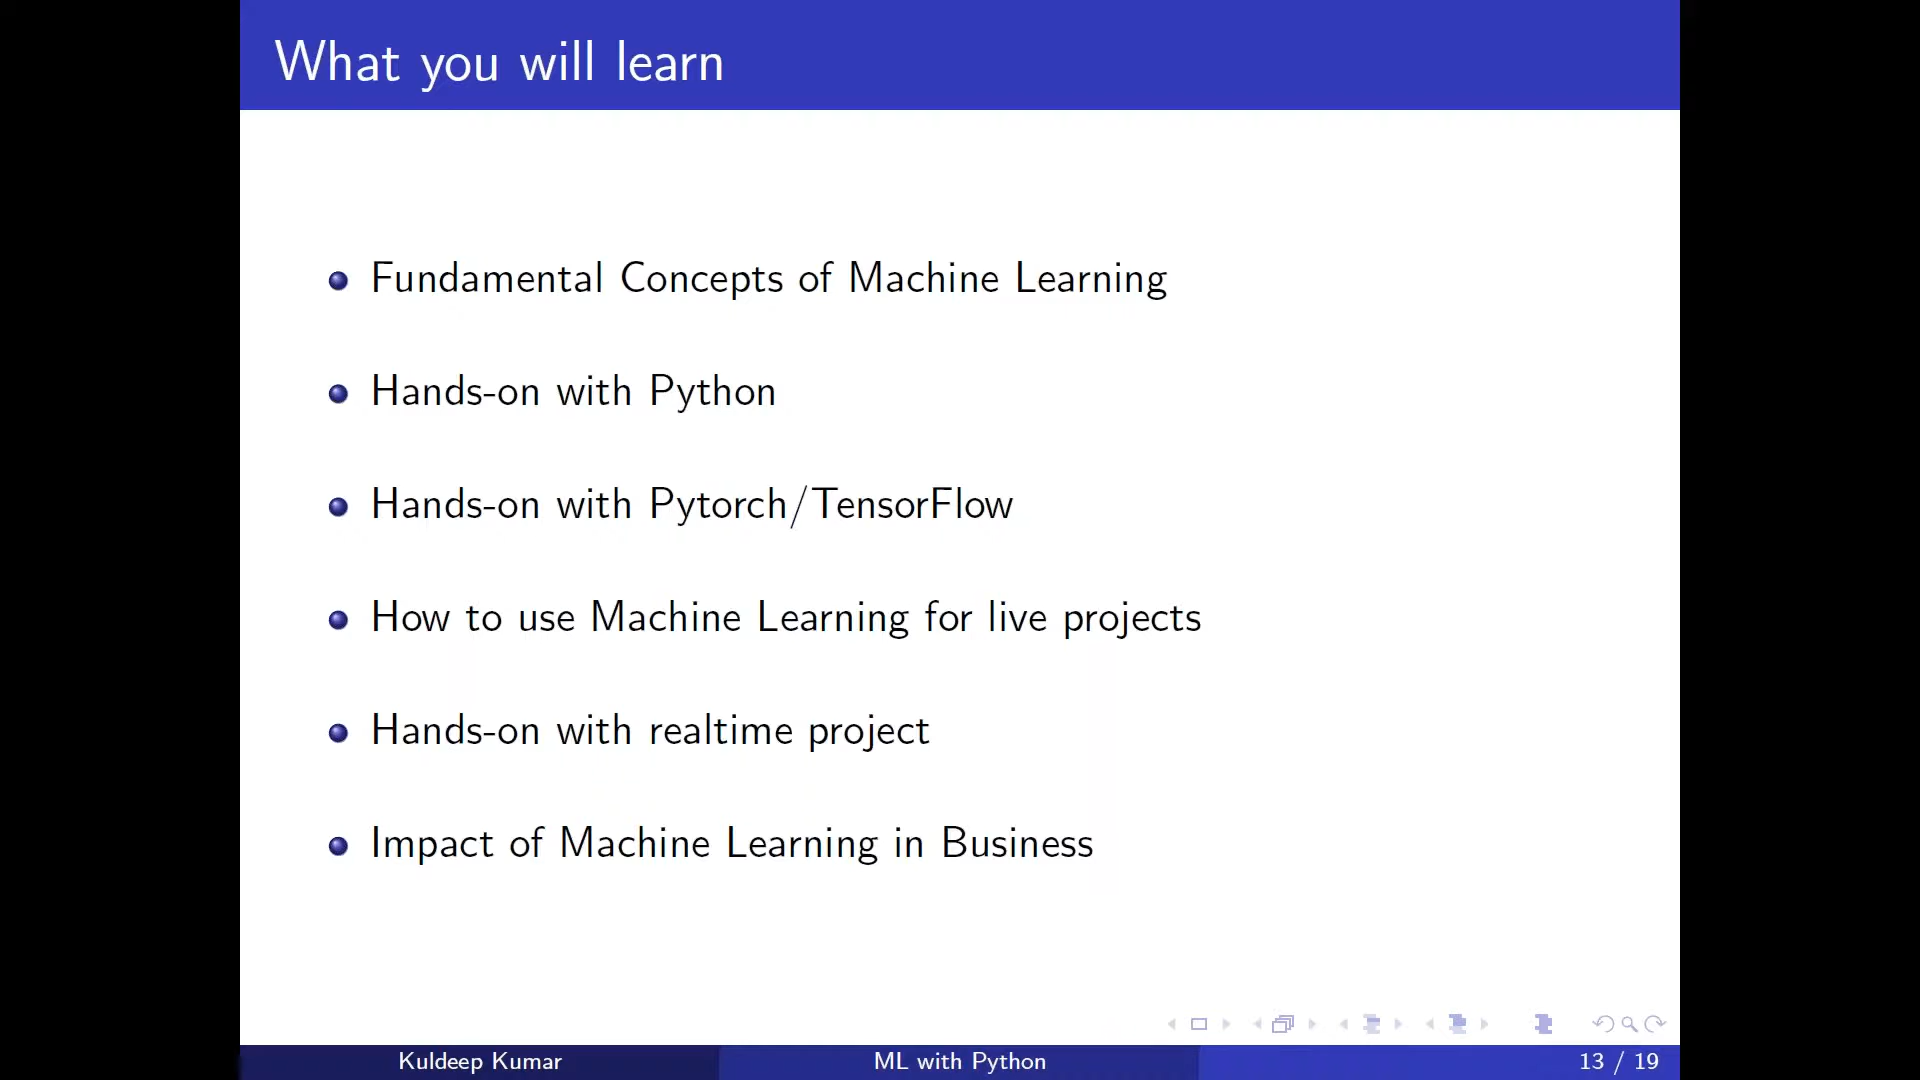 What you will learn
Fundamental Concepts of Machine Learning
Hands-on with Python
Hands-on with Pytorch/TensorFlow
How to use Machine Learning for live projects
Hands-on with realtime project
Impact of Machine Learning in Business
Kuldeep Kumar
ML with Python
13 / 19